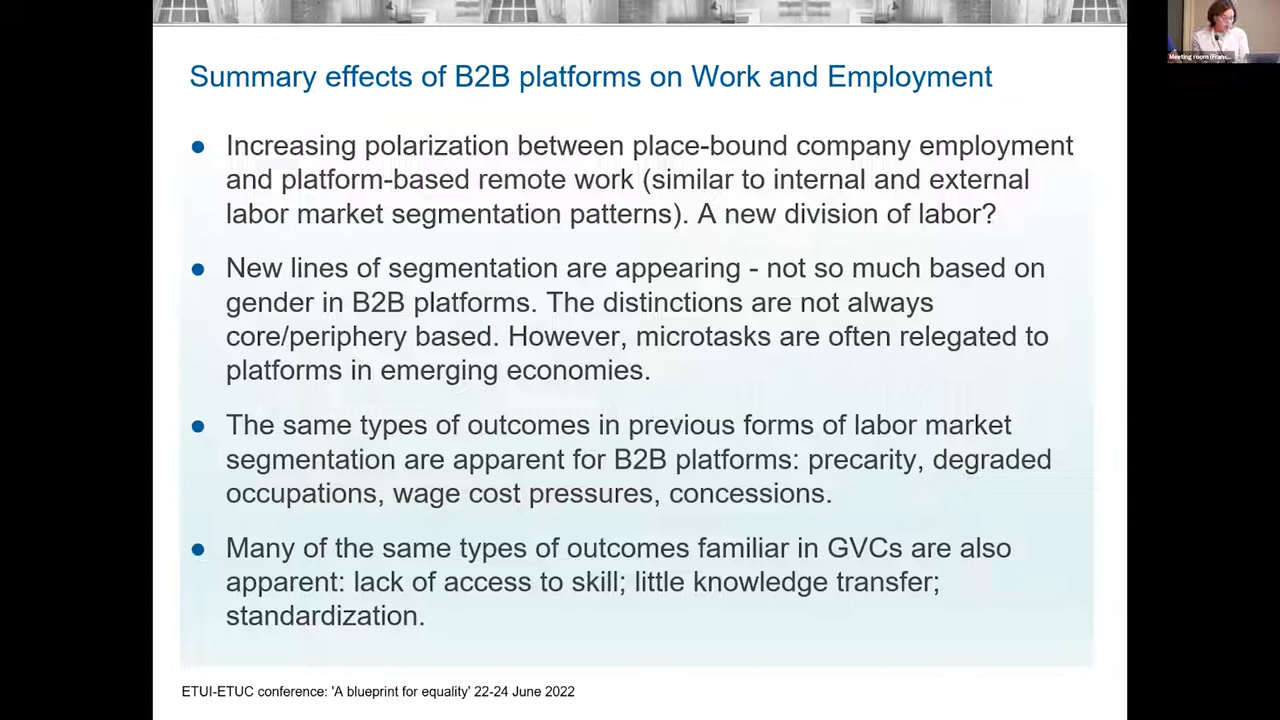 Meeting room (Franc...
Summary effects of B2B platforms on Work and Employment
● Increasing polarization between place-bound company employment
and platform-based remote work (similar to internal and external
labor market segmentation patterns). A new division of labor?
● New lines of segmentation are appearing - not so much based on
gender in B2B platforms. The distinctions are not always
core/periphery based. However, microtasks are often relegated to
platforms in emerging economies.
● The same types of outcomes in previous forms of labor market
segmentation are apparent for B2B platforms: precarity, degraded
occupations, wage cost pressures, concessions.
● Many of the same types of outcomes familiar in GVCs are also
apparent: lack of access to skill; little knowledge transfer;
standardization.
ETUI-ETUC conference: 'A blueprint for equality' 22-24 June 2022